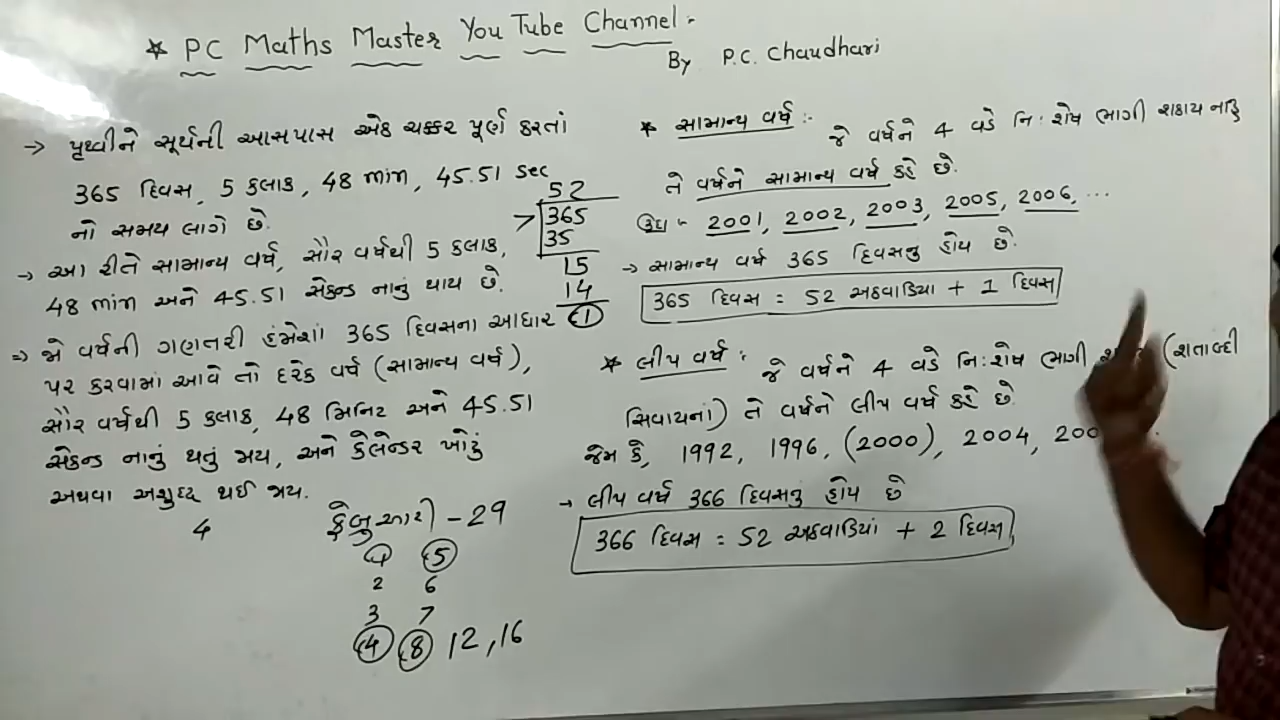 * PC Maths Master You Tube Channel :-
By P.C. Chaudhari
→ પૃથ્વીને સૂર્યની આસપાસ એક ચક્કર પૂર્ણ કરતાં
365 દિવસ, 5 કલાક, 48 મિન, 45.51 sec
નો સમય લાગે છે.
→ આ રીતે સામાન્ય વર્ષ, સૌર વર્ષથી 5 કલાક,
48 મિન અને 45.51 સેકન્ડ નાનું થાય છે.
⇒ જો વર્ષની ગણતરી હંમેશાં 365 દિવસના આધાર
પર કરવામાં આવે તો દરેક વર્ષ (સામાન્ય વર્ષ),
સૌર વર્ષથી 5 કલાક, 48 મિનિટ અને 45.51
સેકન્ડ નાનું થતું જાય, અને કેલેન્ડર ખોટું
અથવા અશુદ્ધ થઈ જાય.
52
7 365
35
15
14
1
4
ફેબ્રુઆરી - 29
1 5
2 6
3 7
4 8 12, 16
* સામાન્ય વર્ષ :- જે વર્ષને 4 વડે નિ:શેષ ભાગી શકાય નહિ
તે વર્ષને સામાન્ય વર્ષ કહે છે.
ઉદા :- 2001, 2002, 2003, 2005, 2006, ...
→ સામાન્ય વર્ષ 365 દિવસનુ હોય છે.
365 દિવસ = 52 અઠવાડિયા + 1 દિવસ
* લીપ વર્ષ : જે વર્ષને 4 વડે નિ:શેષ ભાગી (શતાબ્દી
સિવાયનાં) તે વર્ષને લીપ વર્ષ કહે છે.
જેમ કે, 1992, 1996, (2000), 2004, 200
→ લીપ વર્ષ 366 દિવસનું હોય છે
366 દિવસ = 52 અઠવાડિયાં + 2 દિવસ